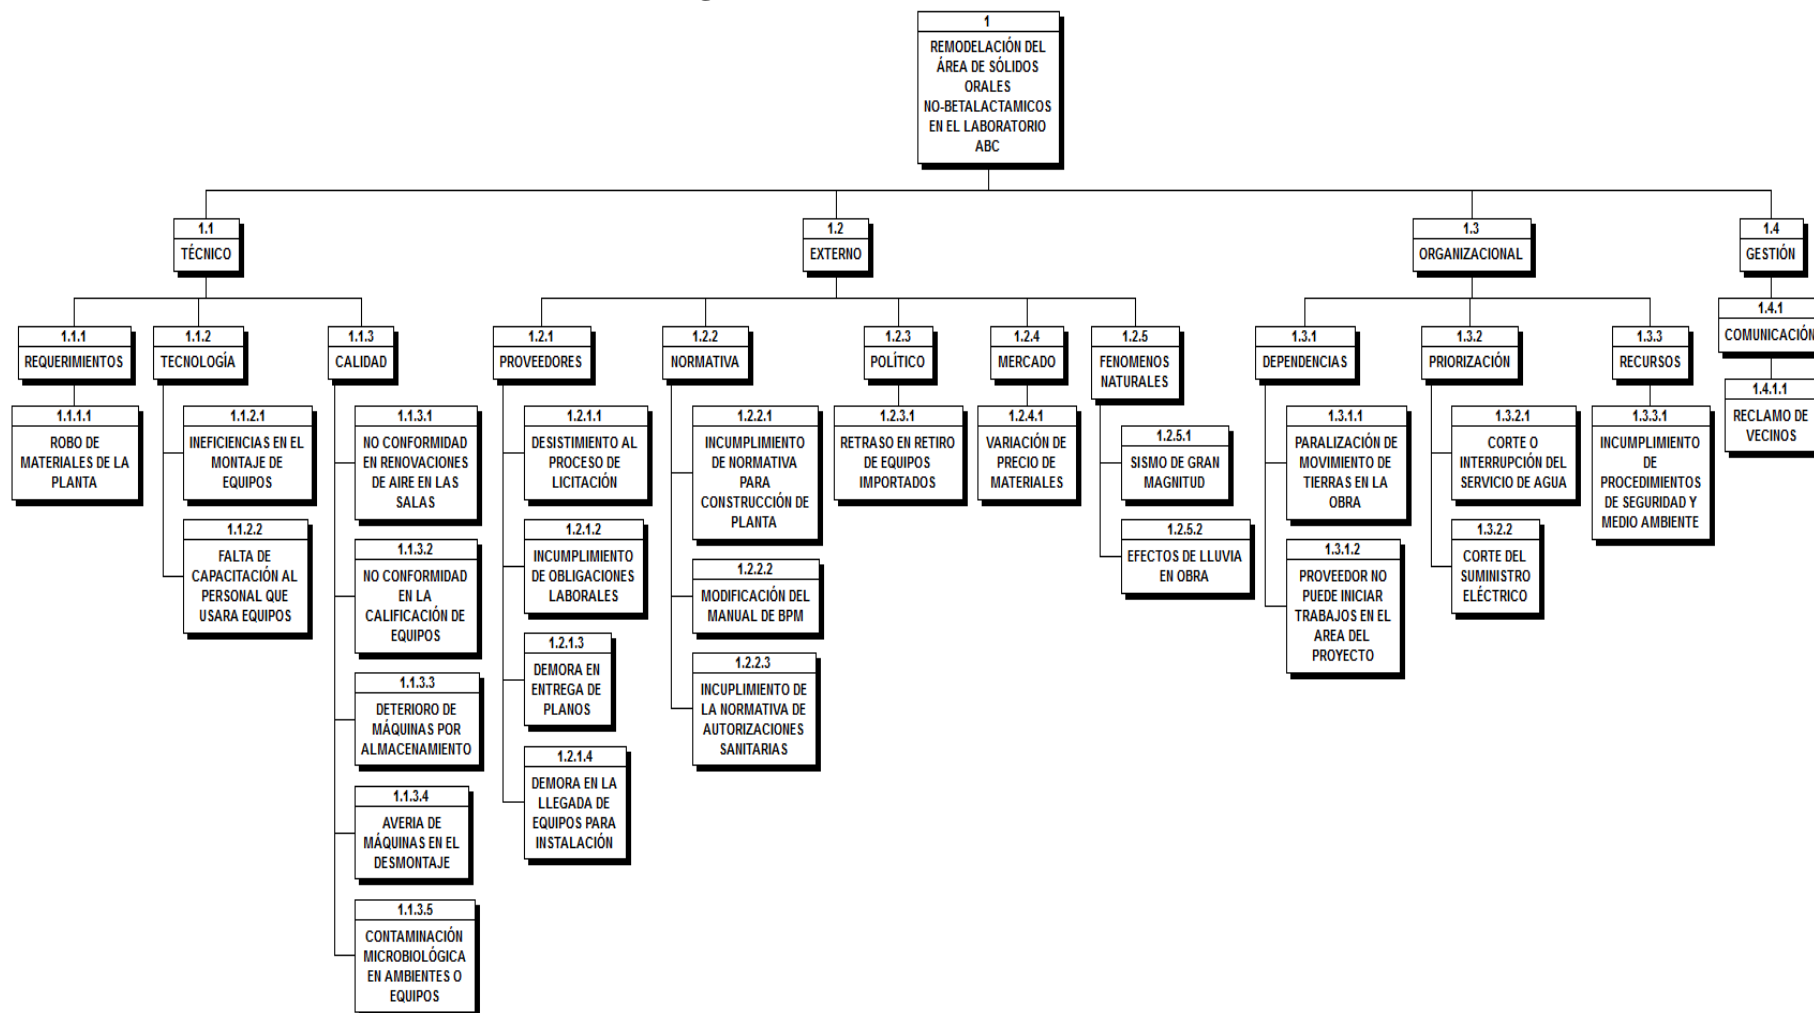 1
REMODELACIÓN DEL
ÁREA DE SÓLIDOS
ORALES
NO-BETALACTAMICOS
EN EL LABORATORIO
ABC
1.1
TÉCNICO
1.2
EXTERNO
1.3
ORGANIZACIONAL
1.4
GESTIÓN
1.1.1
REQUERIMIENTOS
1.1.2
TECNOLOGÍA
1.1.3
CALIDAD
1.2.1
PROVEEDORES
1.2.2
NORMATIVA
1.2.3
POLÍTICO
1.2.4
MERCADO
1.2.5
FENOMENOS
NATURALES
1.3.1
DEPENDENCIAS
1.3.2
PRIORIZACIÓN
1.3.3
RECURSOS
1.4.1
COMUNICACIÓN
1.1.1.1
ROBO DE
MATERIALES DE LA
PLANTA
1.1.2.1
INEFICIENCIAS EN EL
MONTAJE DE
EQUIPOS
1.1.2.2
FALTA DE
CAPACITACIÓN AL
PERSONAL QUE
USARA EQUIPOS
1.1.3.1
NO CONFORMIDAD
EN RENOVACIONES
DE AIRE EN LAS
SALAS
1.1.3.2
NO CONFORMIDAD
EN LA
CALIFICACIÓN DE
EQUIPOS
1.1.3.3
DETERIORO DE
MÁQUINAS POR
ALMACENAMIENTO
1.1.3.4
AVERIA DE
MÁQUINAS EN EL
DESMONTAJE
1.1.3.5
CONTAMINACIÓN
MICROBIOLÓGICA
EN AMBIENTES O
EQUIPOS
1.2.1.1
DESISTIMIENTO AL
PROCESO DE
LICITACIÓN
1.2.1.2
INCUMPLIMIENTO
DE OBLIGACIONES
LABORALES
1.2.1.3
DEMORA EN
ENTREGA DE
PLANOS
1.2.1.4
DEMORA EN LA
LLEGADA DE
EQUIPOS PARA
INSTALACIÓN
1.2.2.1
INCUMPLIMIENTO
DE NORMATIVA
PARA
CONSTRUCCIÓN DE
PLANTA
1.2.2.2
MODIFICACIÓN DEL
MANUAL DE BPM
1.2.2.3
INCUPLIMIENTO DE
LA NORMATIVA DE
AUTORIZACIONES
SANITARIAS
1.2.3.1
RETRASO EN RETIRO
DE EQUIPOS
IMPORTADOS
1.2.4.1
VARIACIÓN DE
PRECIO DE
MATERIALES
1.2.5.1
SISMO DE GRAN
MAGNITUD
1.2.5.2
EFECTOS DE LLUVIA
EN OBRA
1.3.1.1
PARALIZACIÓN DE
MOVIMIENTO DE
TIERRAS EN LA
OBRA
1.3.1.2
PROVEEDOR NO
PUEDE INICIAR
TRABAJOS EN EL
AREA DEL
PROYECTO
1.3.2.1
CORTE O
INTERRUPCIÓN DEL
SERVICIO DE AGUA
1.3.2.2
CORTE DEL
SUMINISTRO
ELÉCTRICO
1.3.3.1
INCUMPLIMIENTO
DE
PROCEDIMIENTOS
DE SEGURIDAD Y
MEDIO AMBIENTE
1.4.1.1
RECLAMO DE
VECINOS